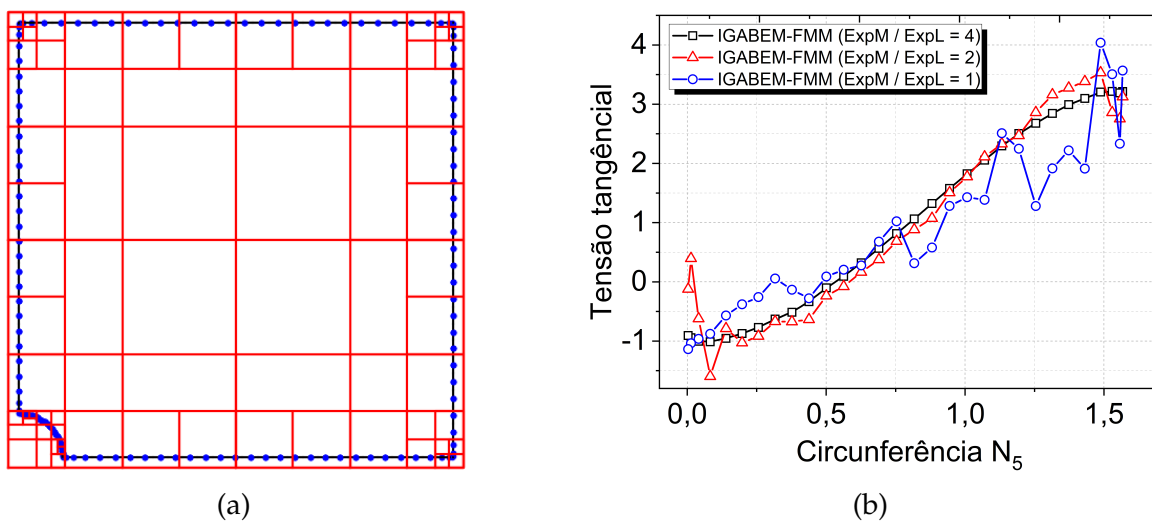 IGABEM-FMM (ExpM / ExpL = 4)
IGABEM-FMM (ExpM / ExpL = 2)
IGABEM-FMM (ExpM / ExpL = 1)
4
3
2
1
0
-1
Tensão tangêncial
0,0 0,5 1,0 1,5
Circunferência N₅
(a) (b)